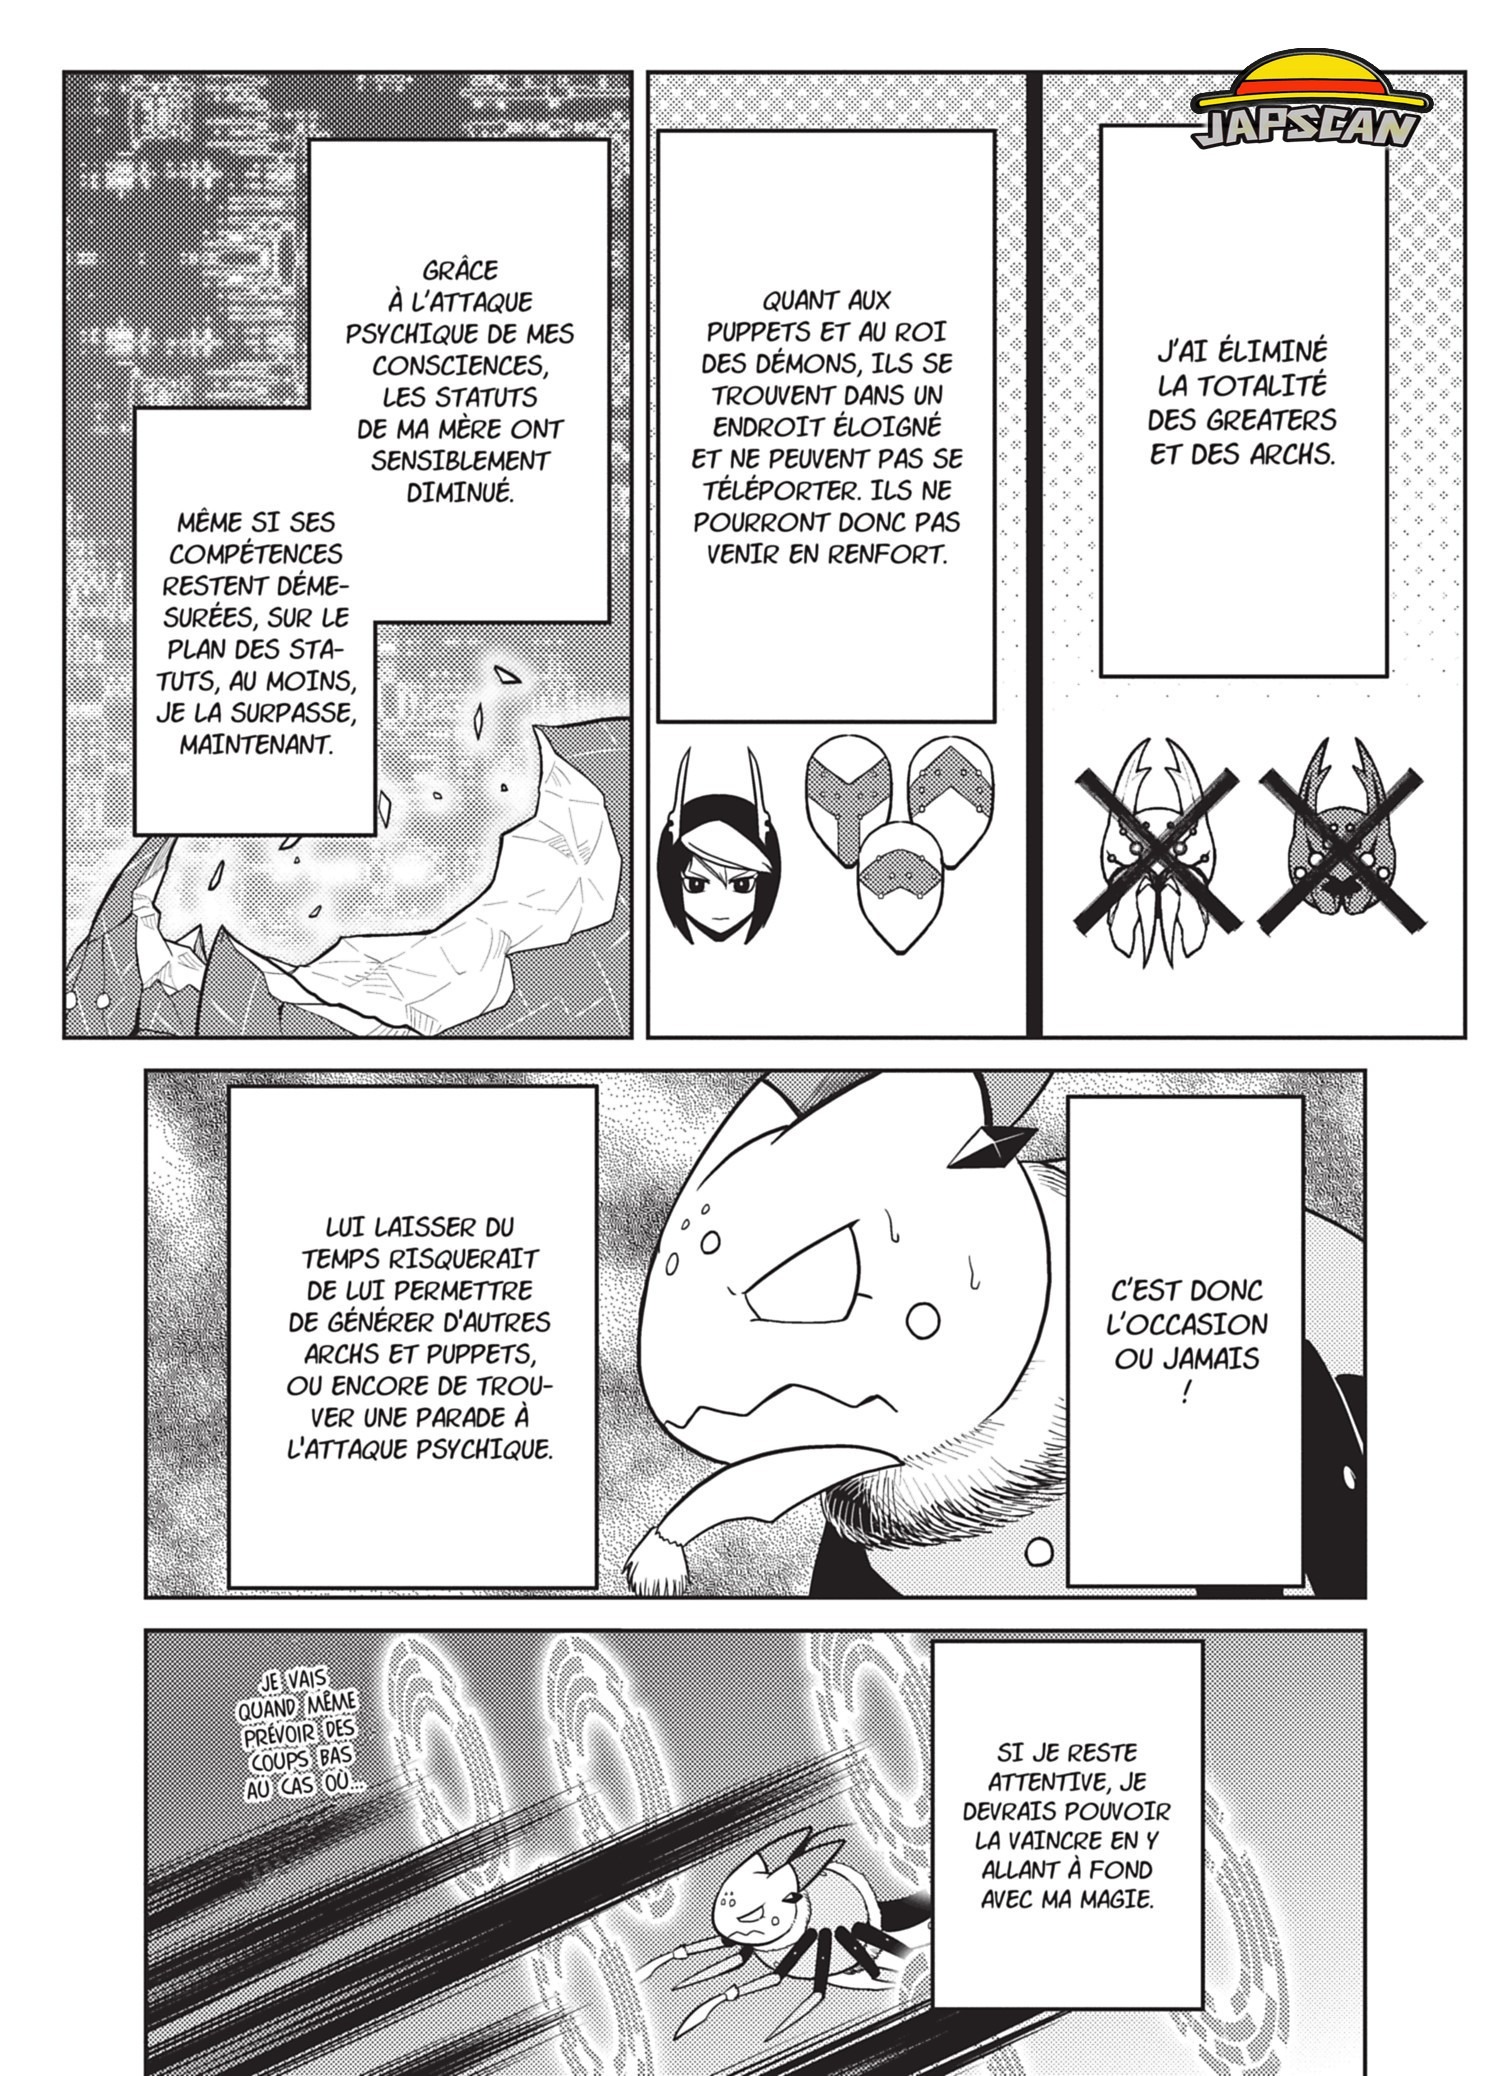 JAPSCAN
J'AI ÉLIMINÉ
LA TOTALITÉ
DES GREATERS
ET DES ARCHS.
QUANT AUX
PUPPETS ET AU ROI
DES DÉMONS, ILS SE
TROUVENT DANS UN
ENDROIT ÉLOIGNÉ
ET NE PEUVENT PAS SE
TÉLÉPORTER. ILS NE
POURRONT DONC PAS
VENIR EN RENFORT.
GRÂCE
À L'ATTAQUE
PSYCHIQUE DE MES
CONSCIENCES,
LES STATUTS
DE MA MÈRE ONT
SENSIBLEMENT
DIMINUÉ.
MÊME SI SES
COMPÉTENCES
RESTENT DÉME-
SURÉES, SUR LE
PLAN DES STA-
TUTS, AU MOINS,
JE LA SURPASSE,
MAINTENANT.
C'EST DONC
L'OCCASION
OU JAMAIS
!
LUI LAISSER DU
TEMPS RISQUERAIT
DE LUI PERMETTRE
DE GÉNÉRER D'AUTRES
ARCHS ET PUPPETS,
OU ENCORE DE TROU-
VER UNE PARADE À
L'ATTAQUE PSYCHIQUE.
SI JE RESTE
ATTENTIVE, JE
DEVRAIS POUVOIR
LA VAINCRE EN Y
ALLANT À FOND
AVEC MA MAGIE.
JE VAIS
QUAND MÊME
PRÉVOIR DES
COUPS BAS
AU CAS OÙ...